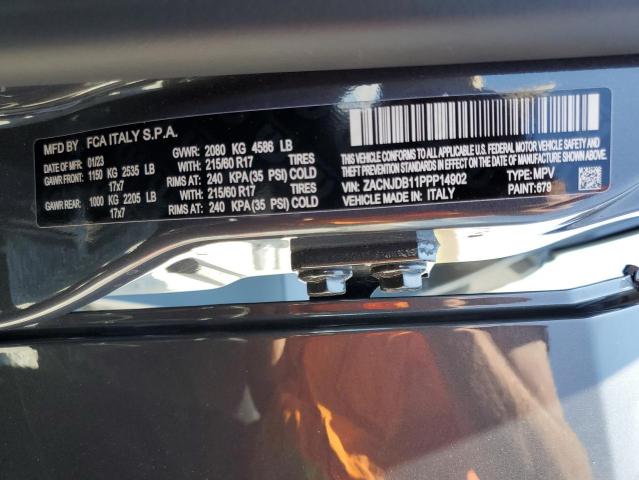 MFD BY FCA ITALY S.P.A.
DATE OF MFR 01/23 GVWR: 2080 KG 4586 LB
GAWR FRONT: 1150 KG 2535 LB WITH: 215/60 R17 TIRES
17x7 RIMS AT: 240 KPA(35 PSI) COLD
GAWR REAR: 1000 KG 2205 LB WITH: 215/60 R17 TIRES
17x7 RIMS AT: 240 KPA(35 PSI) COLD
THIS VEHICLE CONFORMS TO ALL APPLICABLE U.S.FEDERAL MOTOR VEHICLE SAFETY, BUMPER AND
THEFT PREVENTION STANDARDS IN EFFECT ON THE DATE OF MANUFACTURE SHOWN ABOVE.
VIN: ZACNJDB11PPP14902 TYPE: MPV
VEHICLE MADE IN: ITALY PAINT: 679